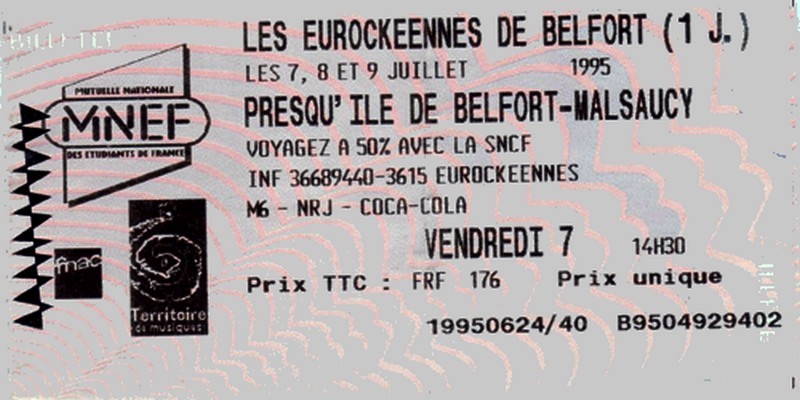 BILLETEL
LES EUROCKEENNES DE BELFORT (1 J.)
LES 7, 8 ET 9 JUILLET 1995
PRESQU'ILE DE BELFORT-MALSAUCY
VOYAGEZ A 50% AVEC LA SNCF
INF 36689440-3615 EUROCKEENNES
M6 - NRJ - COCA-COLA
VENDREDI 7 14H30
Prix TTC : FRF 176 Prix unique
19950624/40 B9504929402
MUTUELLE NATIONALE
MNEF
DES ETUDIANTS DE FRANCE
fnac
Territoire
de musiques